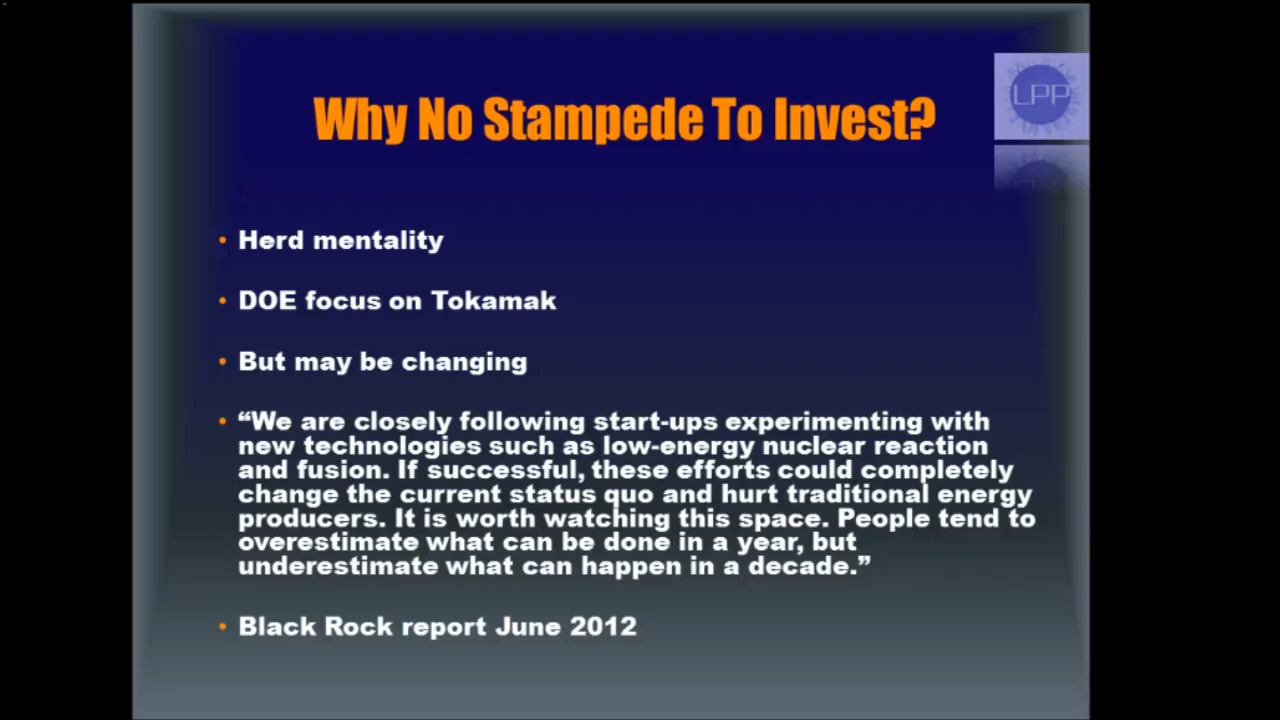 LPP
Why No Stampede To Invest?
• Herd mentality
• DOE focus on Tokamak
• But may be changing
• “We are closely following start-ups experimenting with
new technologies such as low-energy nuclear reaction
and fusion. If successful, these efforts could completely
change the current status quo and hurt traditional energy
producers. It is worth watching this space. People tend to
overestimate what can be done in a year, but
underestimate what can happen in a decade.”
• Black Rock report June 2012